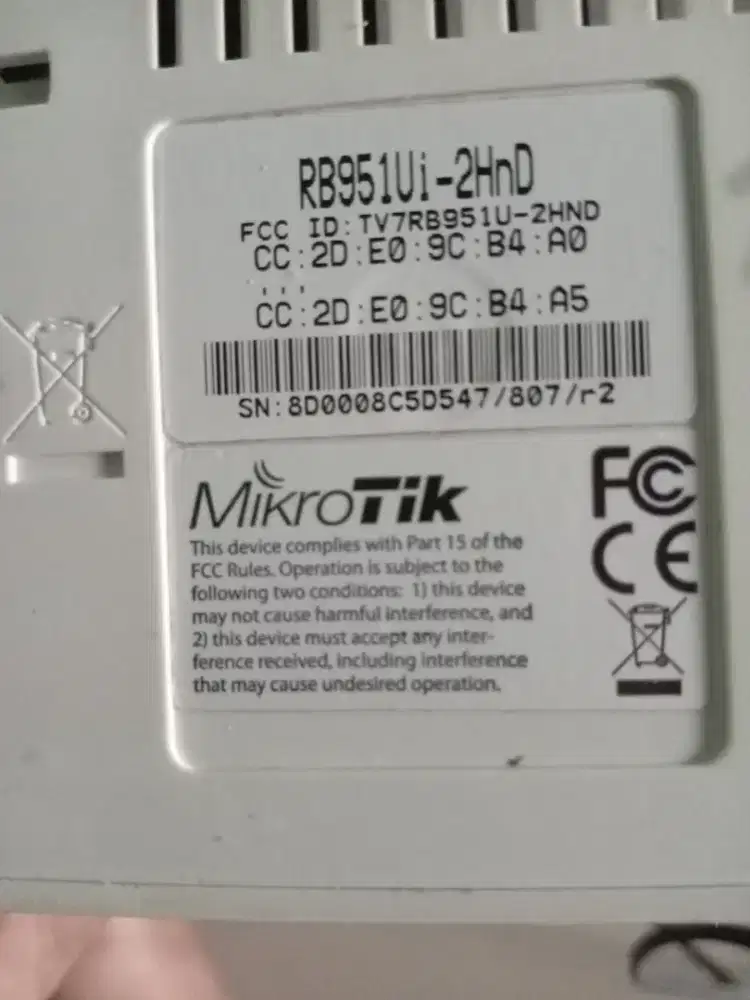 RB951Ui-2HnD
FCC ID:TV7RB951U-2HND
CC:2D:E0:9C:B4:A0
...
CC:2D:E0:9C:B4:A5
SN:8D0008C5D547/807/r2
MikroTik
FC
CE
This device complies with Part 15 of the
FCC Rules. Operation is subject to the
following two conditions: 1) this device
may not cause harmful interference, and
2) this device must accept any inter-
ference received, including interference
that may cause undesired operation.